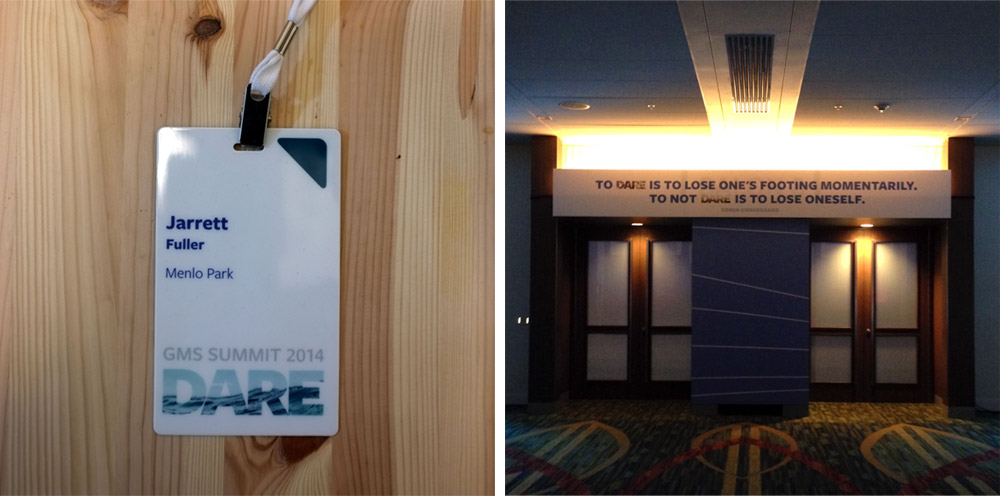 Jarrett
Fuller
Menlo Park
GMS SUMMIT 2014
DARE
TO DARE IS TO LOSE ONE'S FOOTING MOMENTARILY.
TO NOT DARE IS TO LOSE ONESELF.